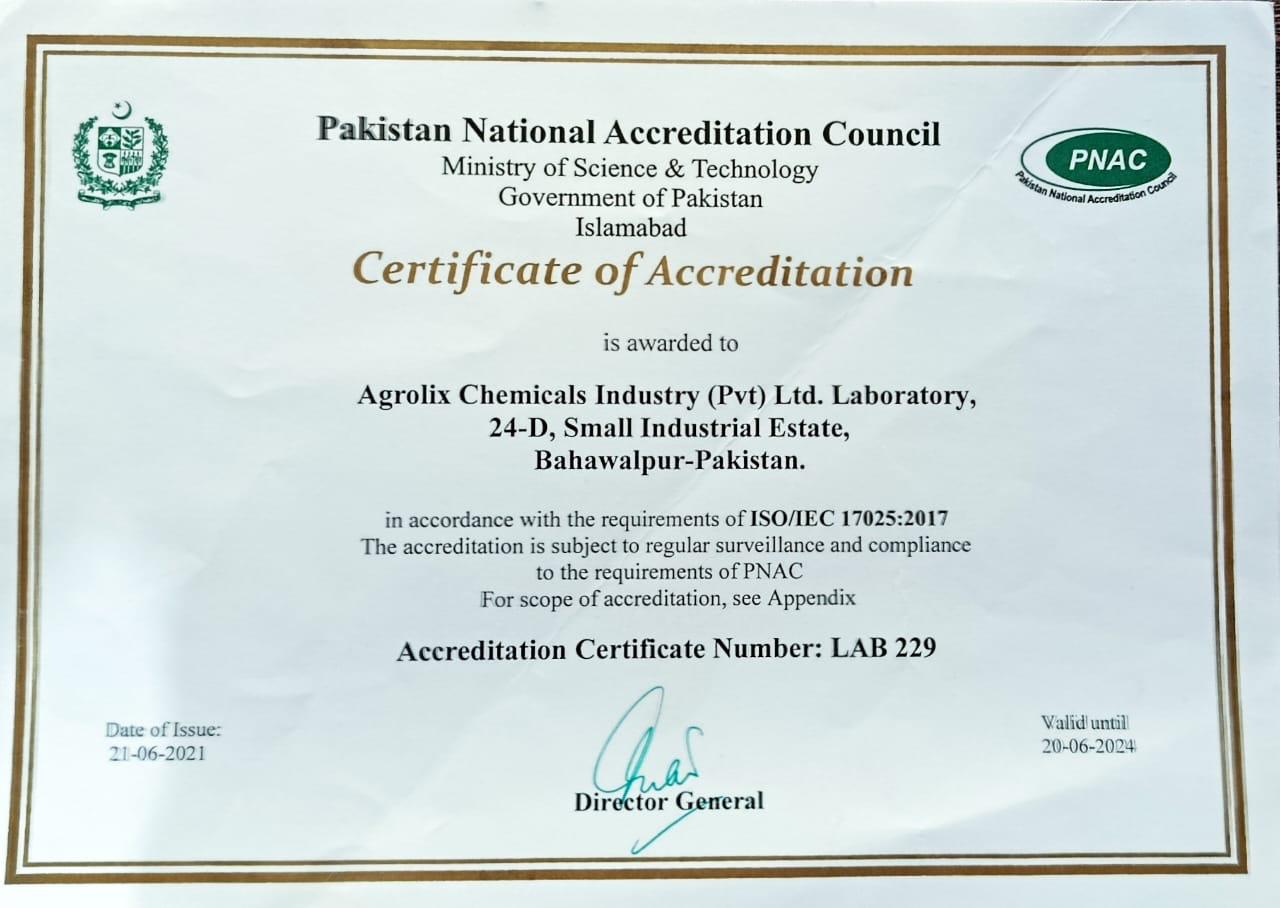 Pakistan National Accreditation Council
Ministry of Science & Technology
Government of Pakistan
Islamabad
PNAC
Pakistan National Accreditation Council
Certificate of Accreditation
is awarded to
Agrolix Chemicals Industry (Pvt) Ltd. Laboratory,
24-D, Small Industrial Estate,
Bahawalpur-Pakistan.
in accordance with the requirements of ISO/IEC 17025:2017
The accreditation is subject to regular surveillance and compliance
to the requirements of PNAC
For scope of accreditation, see Appendix
Accreditation Certificate Number: LAB 229
Date of Issue:
21-06-2021
Valid until
20-06-2024
Director General